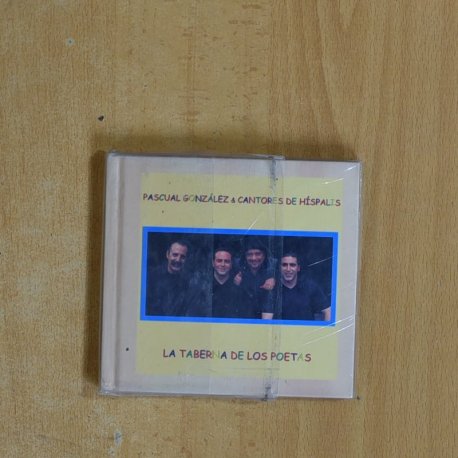 PASCUAL GONZÁLEZ & CANTORES DE HÍSPALIS
LA TABERNA DE LOS POETAS